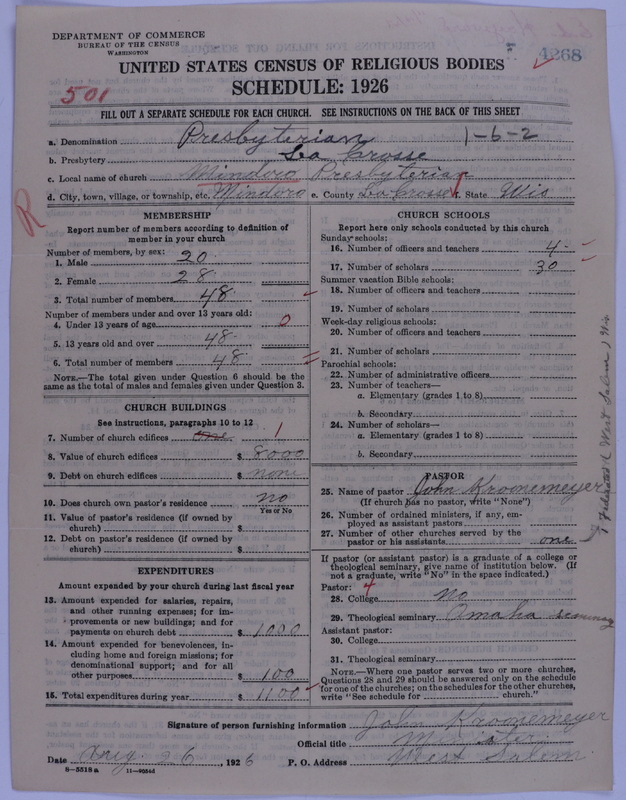 DEPARTMENT OF COMMERCE
BUREAU OF THE CENSUS
WASHINGTON
4268
UNITED STATES CENSUS OF RELIGIOUS BODIES
SCHEDULE: 1926
501
FILL OUT A SEPARATE SCHEDULE FOR EACH CHURCH. SEE INSTRUCTIONS ON THE BACK OF THIS SHEET
a. Denomination Presbyterian 1-6-2
b. Presbytery La Crosse
c. Local name of church Mindoro Presbyterian
d. City, town, village, or township, etc. Mindoro e. County La Crosse f. State Wis
R
MEMBERSHIP
Report number of members according to definition of
member in your church
Number of members, by sex:
1. Male 20
2. Female 28
3. Total number of members 48
Number of members under and over 13 years old:
4. Under 13 years of age 0
5. 13 years old and over 48
6. Total number of members 48
NOTE.—The total given under Question 6 should be the
same as the total of males and females given under Question 3.
CHURCH BUILDINGS
See instructions, paragraphs 10 to 12
7. Number of church edifices one 1
8. Value of church edifices $ 8000
9. Debt on church edifices $ none
10. Does church own pastor's residence no
Yes or No
11. Value of pastor's residence (if owned by
church) $
12. Debt on pastor's residence (if owned by
church) $
EXPENDITURES
Amount expended by your church during last fiscal year
13. Amount expended for salaries, repairs,
and other running expenses; for im-
provements or new buildings; and for
payments on church debt $ 1000
14. Amount expended for benevolences, in-
cluding home and foreign missions; for
denominational support; and for all
other purposes $ 100
15. Total expenditures during year $ 1100
CHURCH SCHOOLS
Report here only schools conducted by this church
Sunday schools:
16. Number of officers and teachers 4
17. Number of scholars 30
Summer vacation Bible schools:
18. Number of officers and teachers
19. Number of scholars
Week-day religious schools:
20. Number of officers and teachers
21. Number of scholars
Parochial schools:
22. Number of administrative officers
23. Number of teachers—
a. Elementary (grades 1 to 8)
b. Secondary
24. Number of scholars—
a. Elementary (grades 1 to 8)
b. Secondary
PASTOR
25. Name of pastor John Kroonemeyer
(If church has no pastor, write "None")
26. Number of ordained ministers, if any, em-
ployed as assistant pastors
27. Number of other churches served by the
pastor or his assistants one
Federated (West Salem) Wis
If pastor (or assistant pastor) is a graduate of a college or
theological seminary, give name of institution below. (If
not a graduate, write "No" in the space indicated.)
Pastor: 4
28. College no
29. Theological seminary Omaha seminary
Assistant pastor:
30. College
31. Theological seminary
NOTE.—Where one pastor serves two or more churches,
Questions 28 and 29 should be answered only on the schedule
for one of the churches; on the schedules for the other churches,
write "See schedule for church."
Signature of person furnishing information John Kroonemeyer
Official title Minister
Date Aug 26, 1926 P. O. Address West Salem
8-5518a 11-9554d